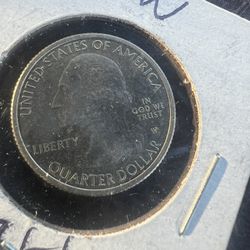 UNITED STATES OF AMERICA
LIBERTY
IN
GOD WE
TRUST
W
QUARTER DOLLAR